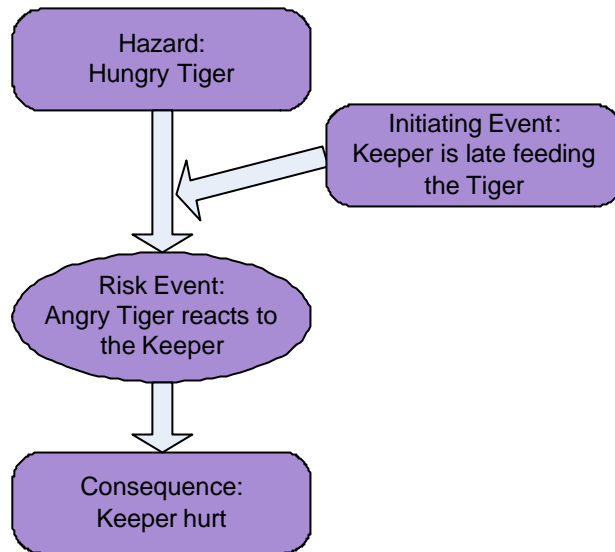 Hazard:
Hungry Tiger
Initiating Event:
Keeper is late feeding
the Tiger
Risk Event:
Angry Tiger reacts to
the Keeper
Consequence:
Keeper hurt